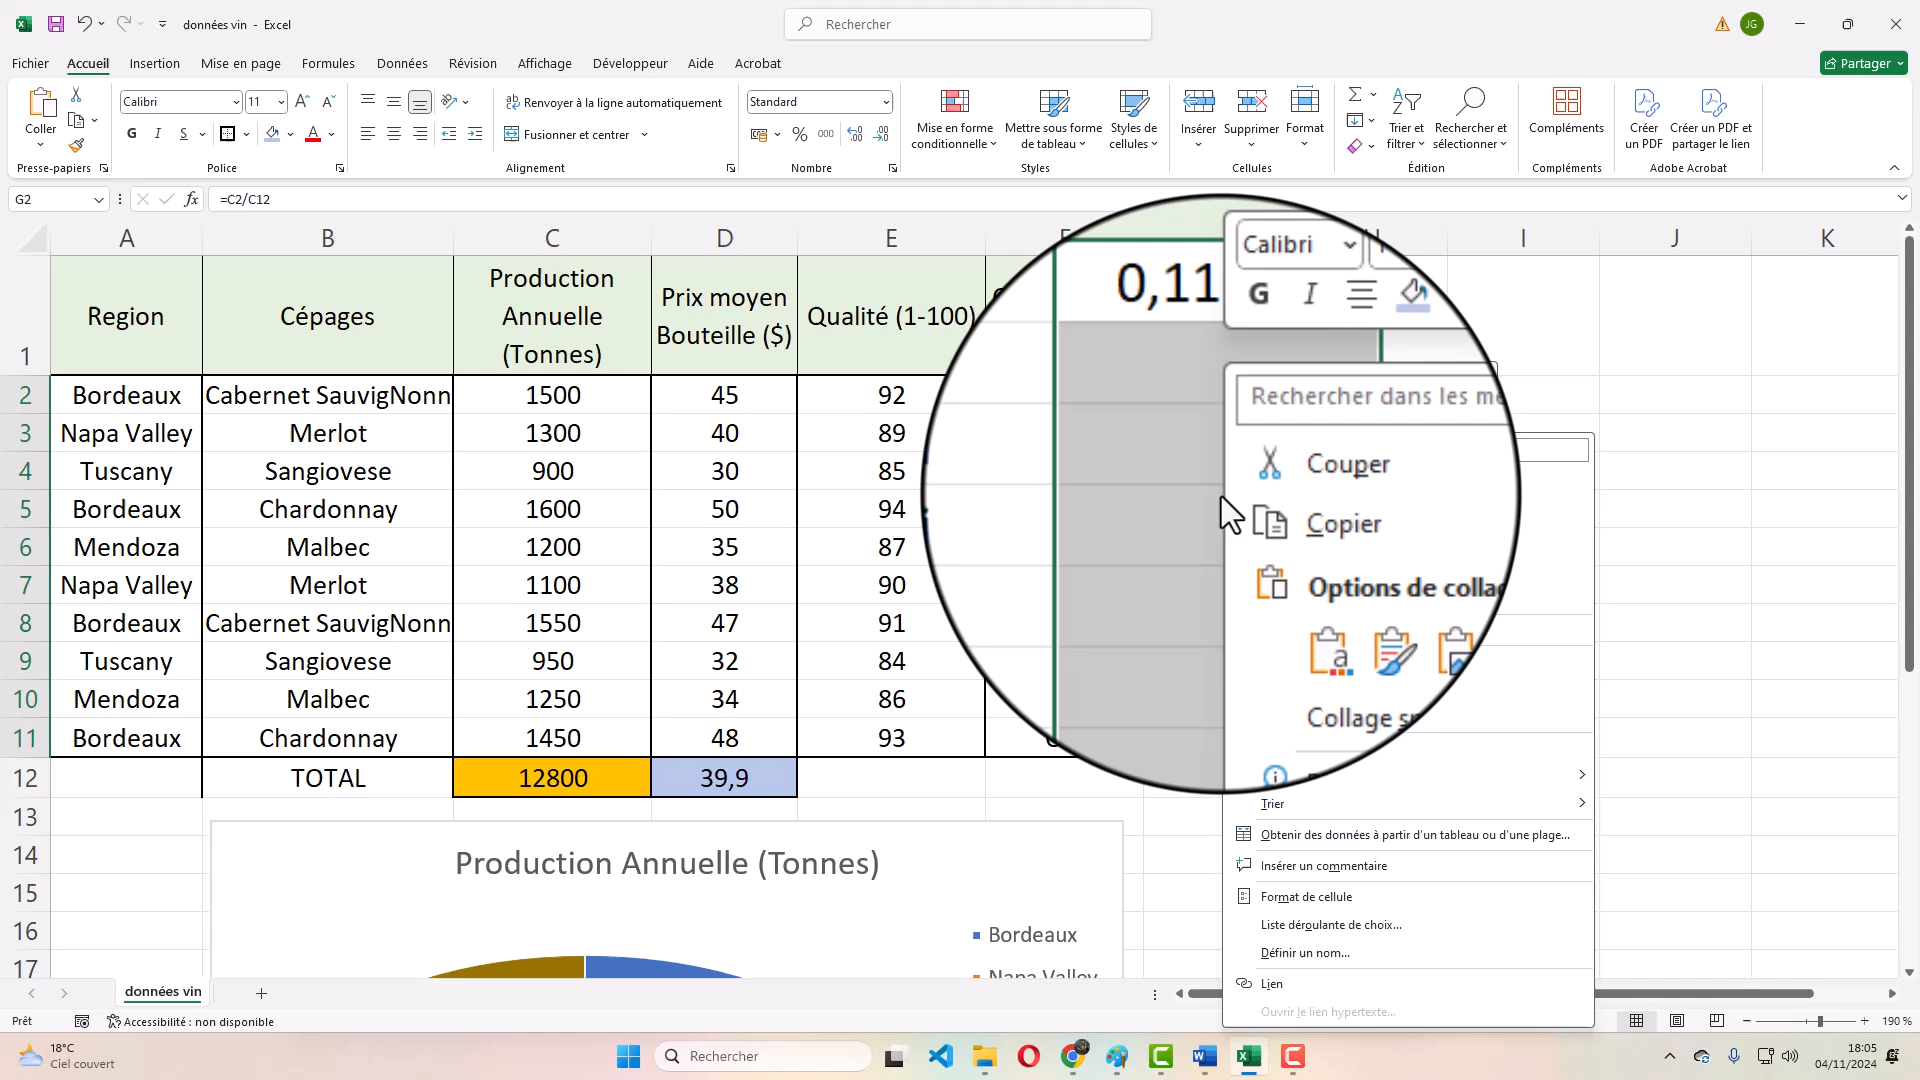 données vin - Excel
Rechercher
JG
Fichier Accueil Insertion Mise en page Formules Données Révision Affichage Développeur Aide Acrobat
Partager
Coller
Calibri 11
G I S
Renvoyer à la ligne automatiquement
Fusionner et centrer
Standard
% 000
Mise en forme conditionnelle
Mettre sous forme de tableau
Styles de cellules
Insérer
Supprimer
Format
Trier et filtrer
Rechercher et sélectionner
Compléments
Créer un PDF
Créer un PDF et partager le lien
Presse-papiers Police Alignement Nombre Styles Cellules Édition Compléments Adobe Acrobat
G2 fx =C2/C12
A B C D E I J K
1 Region Cépages Production Annuelle (Tonnes) Prix moyen Bouteille ($) Qualité (1-100)
2 Bordeaux Cabernet SauvigNonn 1500 45 92
3 Napa Valley Merlot 1300 40 89
4 Tuscany Sangiovese 900 30 85
5 Bordeaux Chardonnay 1600 50 94
6 Mendoza Malbec 1200 35 87
7 Napa Valley Merlot 1100 38 90
8 Bordeaux Cabernet SauvigNonn 1550 47 91
9 Tuscany Sangiovese 950 32 84
10 Mendoza Malbec 1250 34 86
11 Bordeaux Chardonnay 1450 48 93
12 TOTAL 12800 39,9
13
14
15
16
17
0,11
Calibri
G I
Rechercher dans les
Couper
Copier
Options de
Collage
Trier
Obtenir des données à partir d'un tableau ou d'une plage...
Insérer un commentaire
Format de cellule
Liste déroulante de choix...
Définir un nom...
Lien
Ouvrir le lien hypertexte...
Production Annuelle (Tonnes)
Bordeaux
Napa Valley
données vin
Prêt
Accessibilité : non disponible
190 %
18°C
Ciel couvert
Rechercher
18:05
04/11/2024